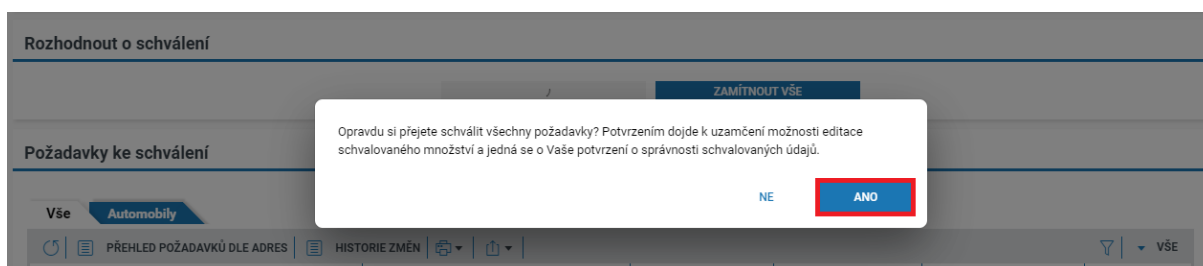 Rozhodnout o schválení
ZAMÍTNOUT VŠE
Opravdu si přejete schválit všechny požadavky? Potvrzením dojde k uzamčení možnosti editace
schvalovaného množství a jedná se o Vaše potvrzení o správnosti schvalovaných údajů.
Požadavky ke schválení
NE ANO
Vše Automobily
PŘEHLED POŽADAVKŮ DLE ADRES HISTORIE ZMĚN VŠE